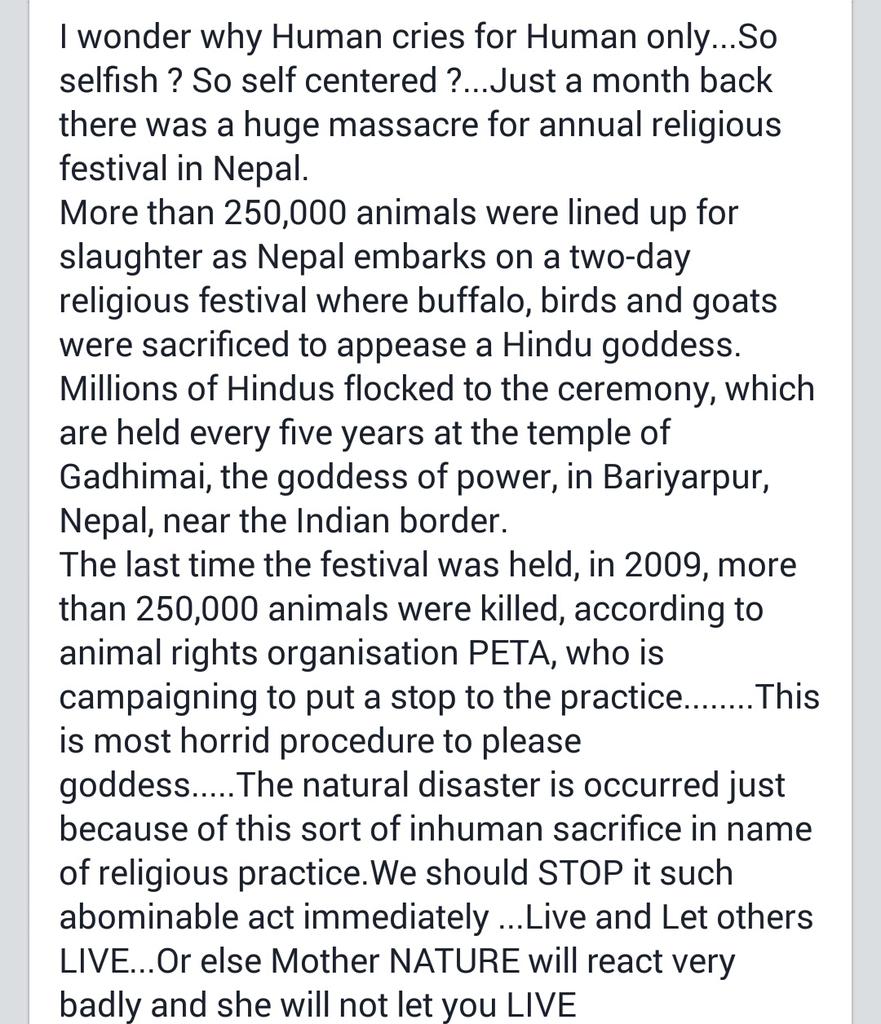 I wonder why Human cries for Human only...So
selfish ? So self centered ?...Just a month back
there was a huge massacre for annual religious
festival in Nepal.
More than 250,000 animals were lined up for
slaughter as Nepal embarks on a two-day
religious festival where buffalo, birds and goats
were sacrificed to appease a Hindu goddess.
Millions of Hindus flocked to the ceremony, which
are held every five years at the temple of
Gadhimai, the goddess of power, in Bariyarpur,
Nepal, near the Indian border.
The last time the festival was held, in 2009, more
than 250,000 animals were killed, according to
animal rights organisation PETA, who is
campaigning to put a stop to the practice........This
is most horrid procedure to please
goddess.....The natural disaster is occurred just
because of this sort of inhuman sacrifice in name
of religious practice.We should STOP it such
abominable act immediately ...Live and Let others
LIVE...Or else Mother NATURE will react very
badly and she will not let you LIVE